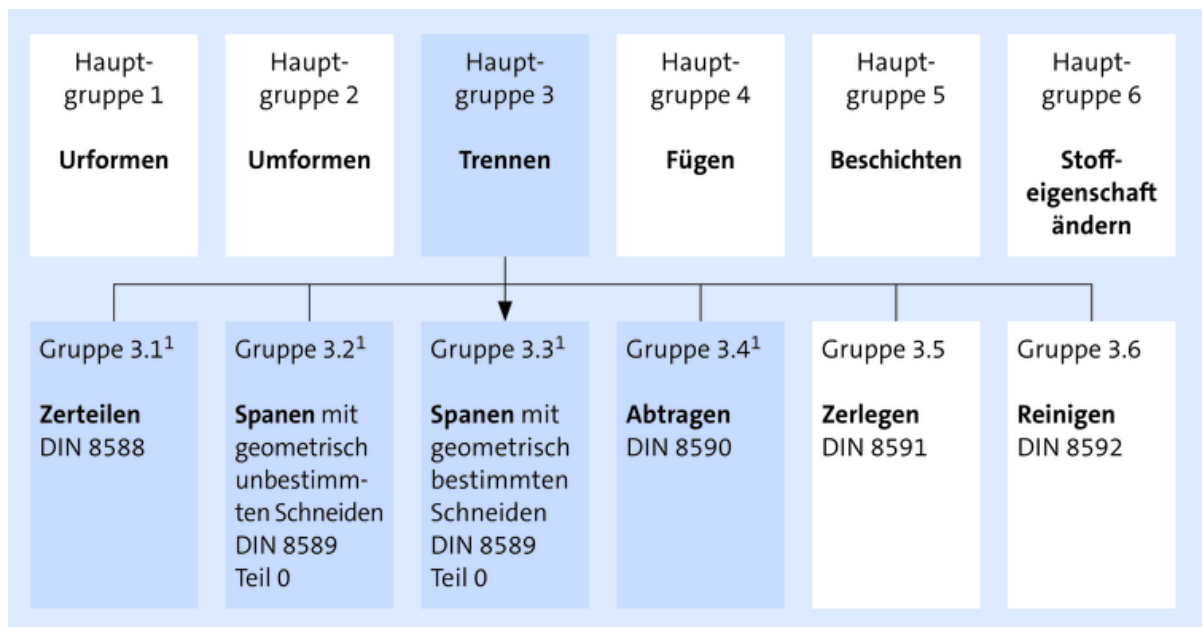 Haupt-
gruppe 1
Urformen
Haupt-
gruppe 2
Umformen
Haupt-
gruppe 3
Trennen
Haupt-
gruppe 4
Fügen
Haupt-
gruppe 5
Beschichten
Haupt-
gruppe 6
Stoff-
eigenschaft
ändern
Gruppe 3.1¹
Zerteilen
DIN 8588
Gruppe 3.2¹
Spanen mit
geometrisch
unbestimm-
ten Schneiden
DIN 8589
Teil 0
Gruppe 3.3¹
Spanen mit
geometrisch
bestimmten
Schneiden
DIN 8589
Teil 0
Gruppe 3.4¹
Abtragen
DIN 8590
Gruppe 3.5
Zerlegen
DIN 8591
Gruppe 3.6
Reinigen
DIN 8592